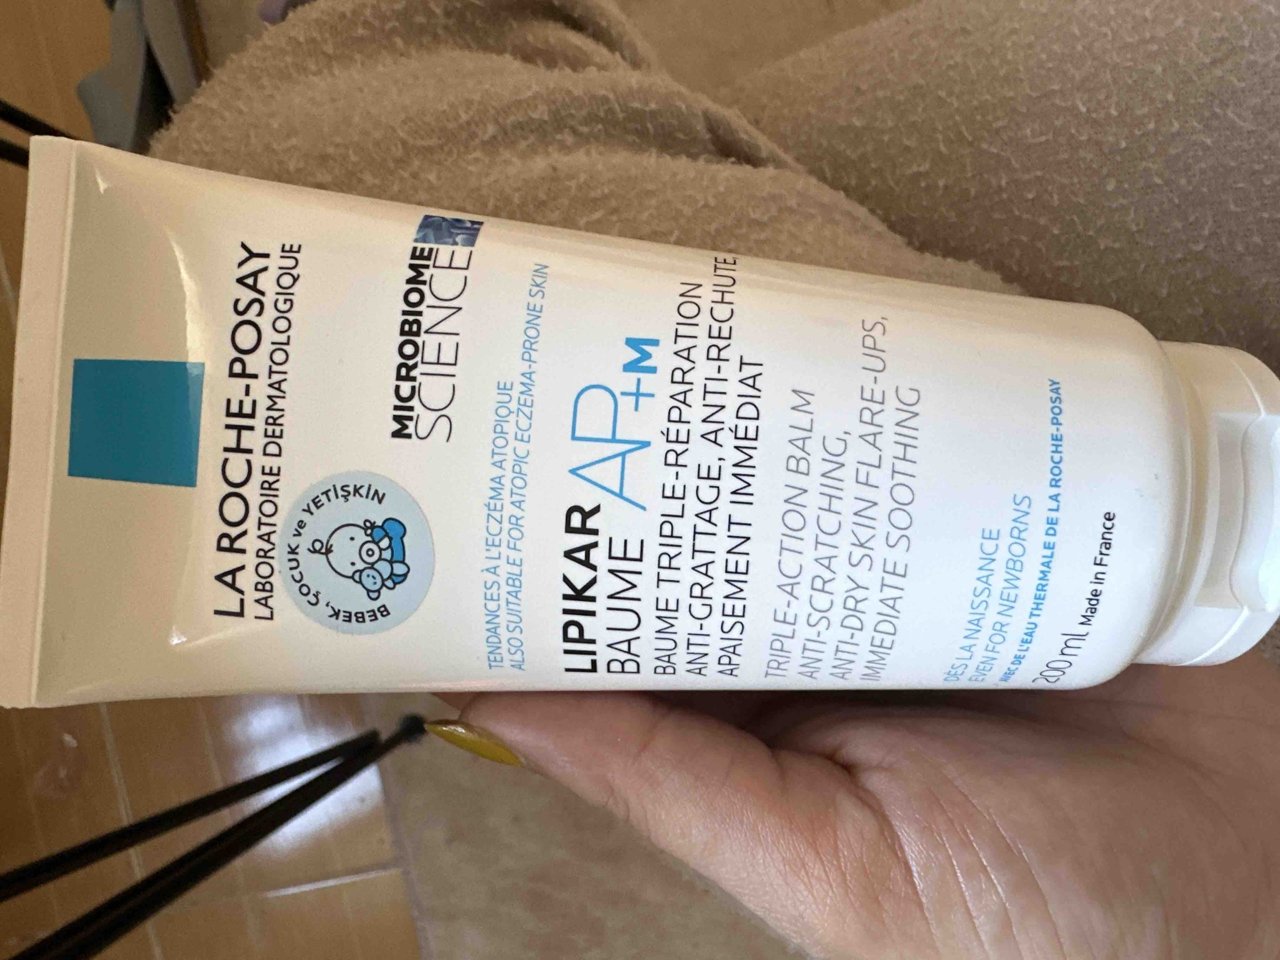 LA ROCHE-POSAY
LABORATOIRE DERMATOLOGIQUE
BEBEK, ÇOCUK ve YETİŞKİN
MICROBIOME
SCIENCE
TENDANCES À L'ECZÉMA ATOPIQUE
ALSO SUITABLE FOR ATOPIC ECZEMA-PRONE SKIN
LIPIKAR
BAUME AP+M
BAUME TRIPLE-RÉPARATION
ANTI-GRATTAGE, ANTI-RECHUTE,
APAISEMENT IMMÉDIAT
TRIPLE-ACTION BALM
ANTI-SCRATCHING,
ANTI-DRY SKIN FLARE-UPS,
IMMEDIATE SOOTHING
DÈS LA NAISSANCE
EVEN FOR NEWBORNS
AVEC DE L'EAU THERMALE DE LA ROCHE-POSAY
200 ml Made in France